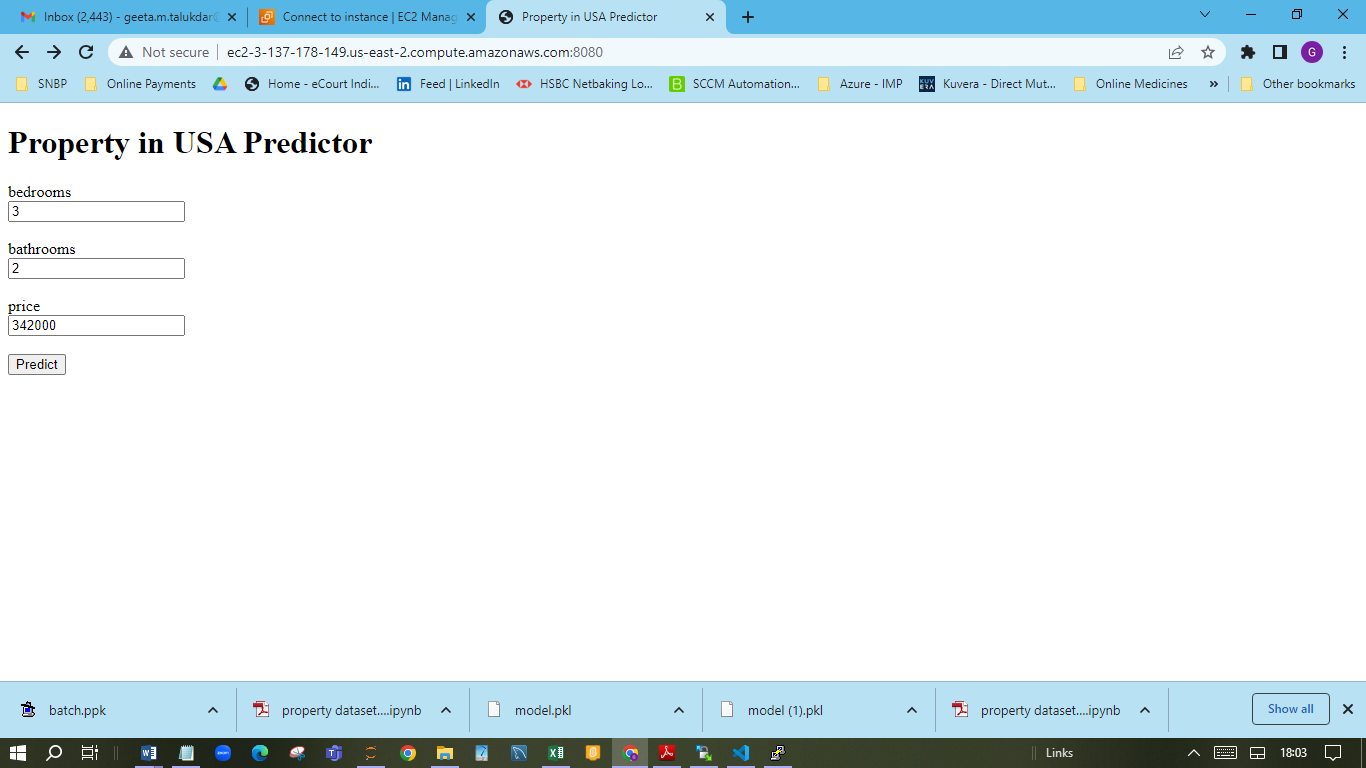 Inbox (2,443) - geeta.m.talukdar
Connect to instance | EC2 Manag
Property in USA Predictor
Not secure
ec2-3-137-178-149.us-east-2.compute.amazonaws.com:8080
G
SNBP
Online Payments
Home - eCourt Indi...
Feed | LinkedIn
HSBC Netbaking Lo...
SCCM Automation...
Azure - IMP
KUVERA
Kuvera - Direct Mut...
Online Medicines
»
Other bookmarks
Property in USA Predictor
bedrooms
3
bathrooms
2
price
342000
Predict
batch.ppk
property dataset....ipynb
model.pkl
model (1).pkl
property dataset....ipynb
Show all
Links
18:03